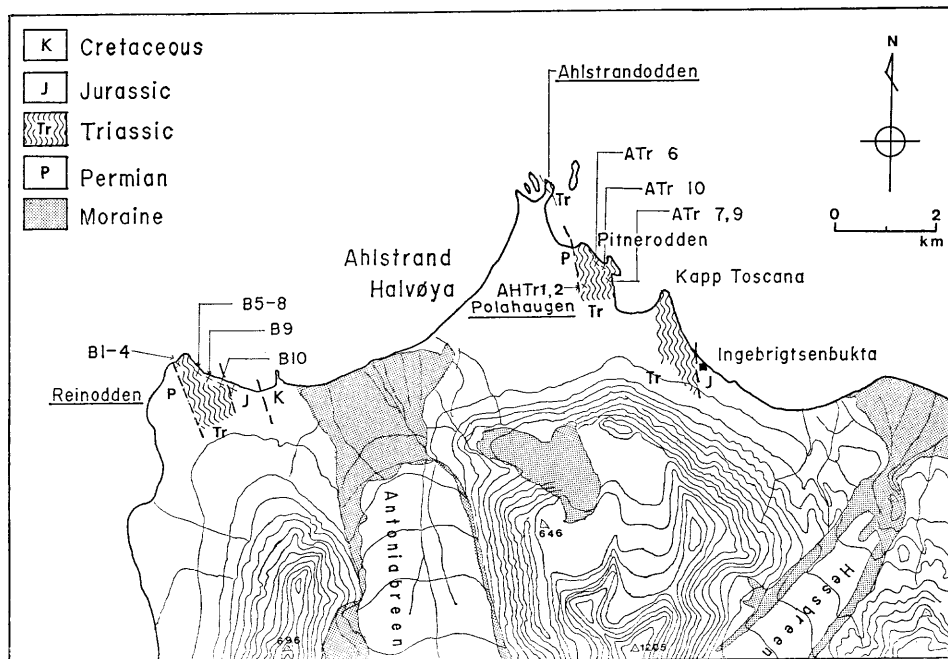 K Cretaceous
J Jurassic
Tr Triassic
P Permian
Moraine
N
0 2
km
Ahlstrandodden
ATr 6
Tr
ATr 10
ATr 7,9
Pitnerodden
P
Ahlstrand
Halvøya
Kapp Toscana
AHTr1,2
Polahaugen
Tr
B5-8
B9
B1-4
B10
Ingebrigtsenbukta
Reinodden
P
J
K
Tr
Tr
J
Antoniabreen
646
Hessbreen
696
1205